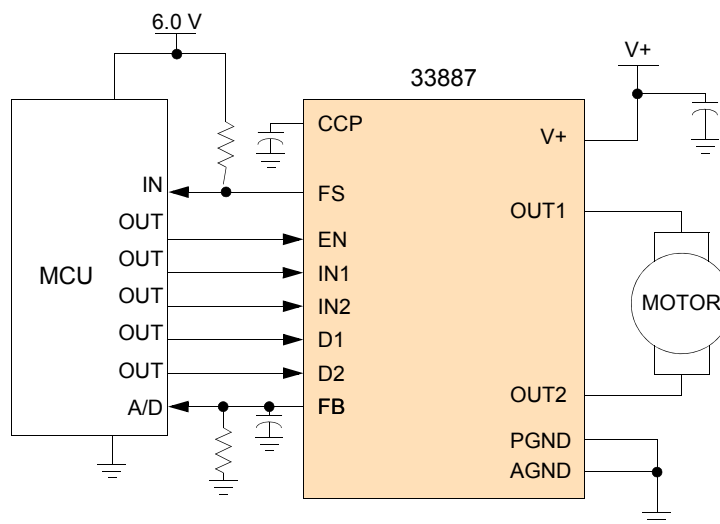 6.0 V
V+
33887
CCP
V+
IN
FS
OUT
OUT1
EN
OUT
IN1
MCU
OUT
IN2
MOTOR
OUT
D1
OUT
D2
A/D
FB
OUT2
PGND
AGND